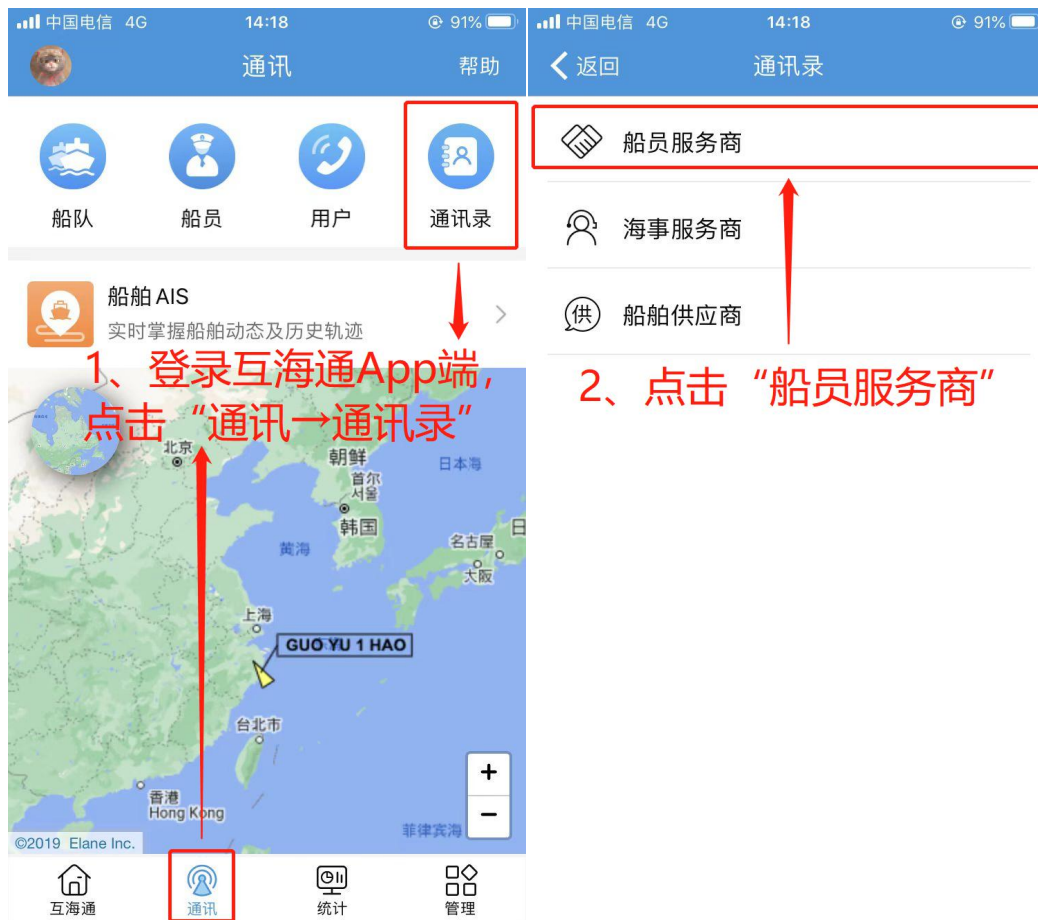 中国电信 4G 14:18 91%
通讯 帮助
船队 船员 用户 通讯录
船舶AIS
实时掌握船舶动态及历史轨迹
1、登录互海通App端，
点击“通讯→通讯录”
北京
朝鲜
日本海
首尔
서울
韩国
黄海
日
名古屋
大阪
上海
GUO YU 1 HAO
台北市
香港
Hong Kong
菲律宾海
+
−
©2019 Elane Inc.
互海通 通讯 统计 管理
中国电信 4G 14:18 91%
返回 通讯录
船员服务商
海事服务商
供 船舶供应商
2、点击“船员服务商”